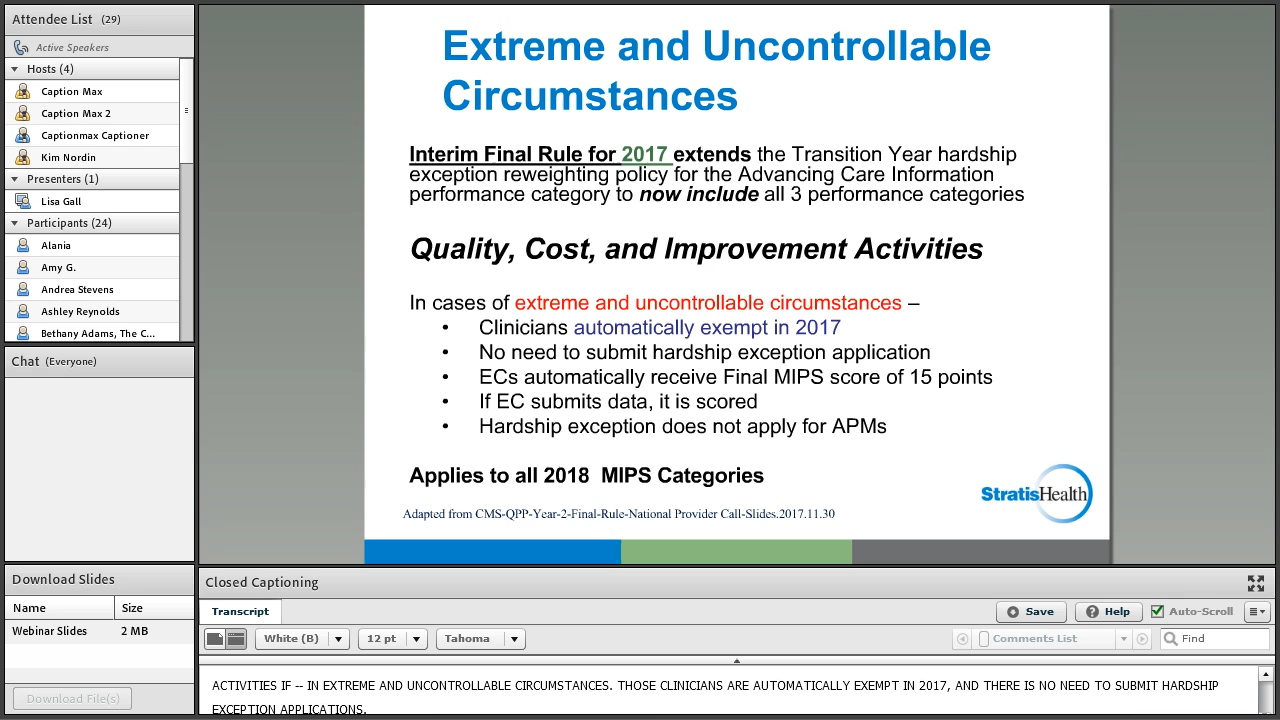 Attendee List (29)
Active Speakers
Hosts (4)
Caption Max
Caption Max 2
Captionmax Captioner
Kim Nordin
Presenters (1)
Lisa Gall
Participants (24)
Alania
Amy G.
Andrea Stevens
Ashley Reynolds
Bethany Adams, The C...
Chat (Everyone)
Download Slides
Name Size
Webinar Slides 2 MB
Download File(s)
Extreme and Uncontrollable
Circumstances
Interim Final Rule for 2017 extends the Transition Year hardship
exception reweighting policy for the Advancing Care Information
performance category to now include all 3 performance categories
Quality, Cost, and Improvement Activities
In cases of extreme and uncontrollable circumstances –
• Clinicians automatically exempt in 2017
• No need to submit hardship exception application
• ECs automatically receive Final MIPS score of 15 points
• If EC submits data, it is scored
• Hardship exception does not apply for APMs
Applies to all 2018 MIPS Categories
StratisHealth
Adapted from CMS-QPP-Year-2-Final-Rule-National Provider Call-Slides.2017.11.30
Closed Captioning
Transcript
Save Help Auto-Scroll
White (B) 12 pt Tahoma Comments List Find
ACTIVITIES IF -- IN EXTREME AND UNCONTROLLABLE CIRCUMSTANCES. THOSE CLINICIANS ARE AUTOMATICALLY EXEMPT IN 2017, AND THERE IS NO NEED TO SUBMIT HARDSHIP
EXCEPTION APPLICATIONS.